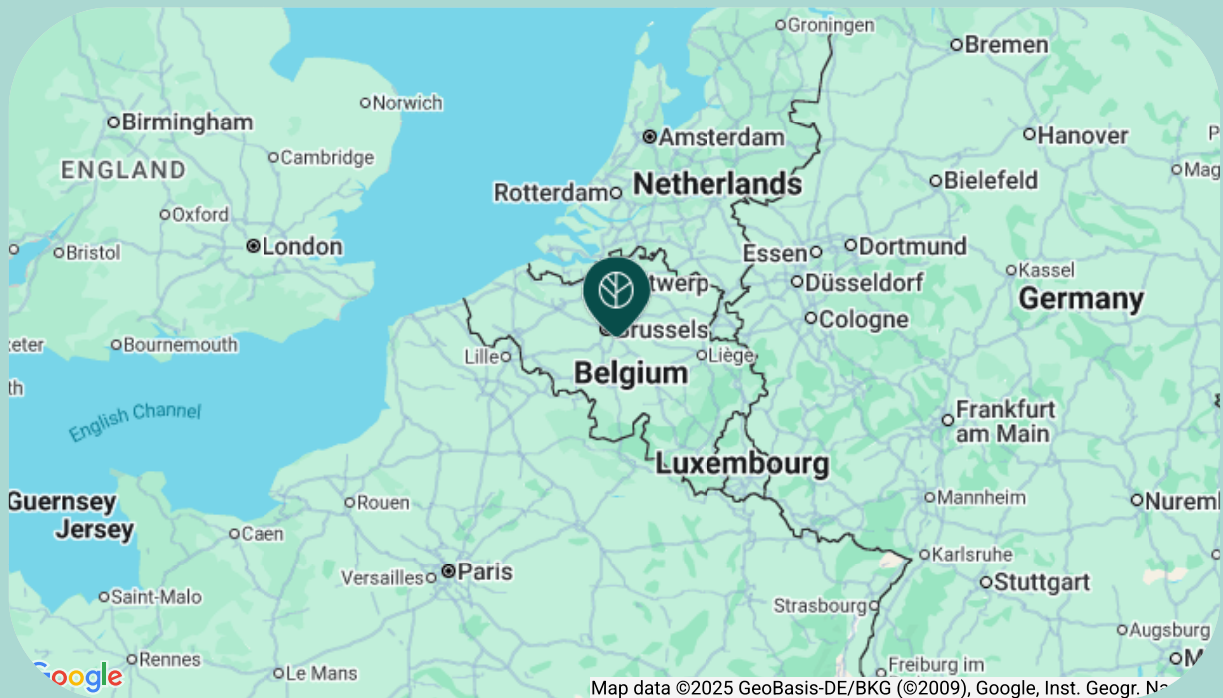 Groningen
Bremen
Norwich
Birmingham
Amsterdam
Hanover
Cambridge
ENGLAND
Netherlands
Bielefeld
Mag
Rotterdam
Oxford
London
Essen
Dortmund
Bristol
Kassel
twerp
Düsseldorf
Germany
Cologne
Brussels
eter
Bournemouth
Lille
Liège
Belgium
th
English Channel
Frankfurt
am Main
Luxembourg
Guernsey
Rouen
Mannheim
Nurem
Jersey
Caen
Karlsruhe
Versailles
Paris
Stuttgart
Saint-Malo
Strasbourg
Augsburg
Rennes
Le Mans
Freiburg im
M
Google
Map data ©2025 GeoBasis-DE/BKG (©2009), Google, Inst. Geogr. Na